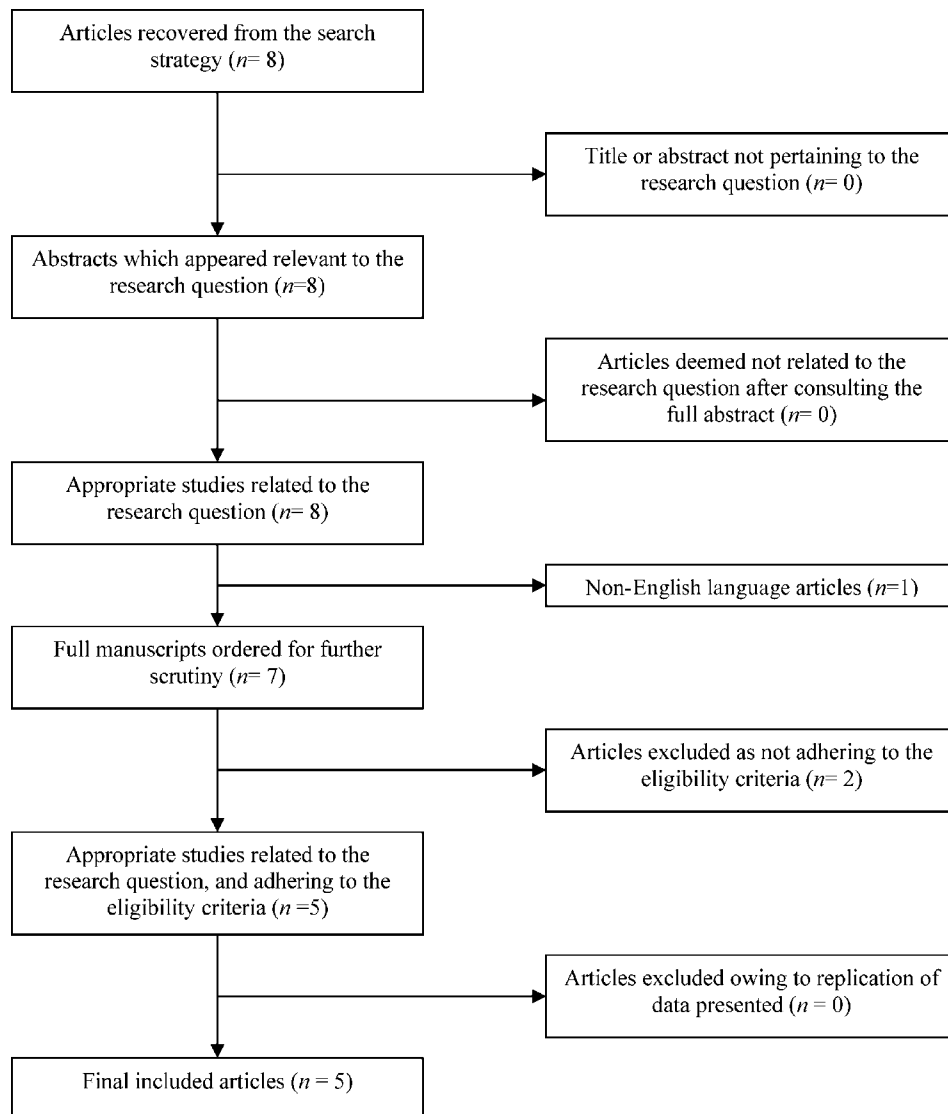 Articles recovered from the search
strategy (n= 8)
Title or abstract not pertaining to the
research question (n= 0)
Abstracts which appeared relevant to the
research question (n=8)
Articles deemed not related to the
research question after consulting the
full abstract (n= 0)
Appropriate studies related to the
research question (n= 8)
Non-English language articles (n=1)
Full manuscripts ordered for further
scrutiny (n= 7)
Articles excluded as not adhering to the
eligibility criteria (n= 2)
Appropriate studies related to the
research question, and adhering to the
eligibility criteria (n =5)
Articles excluded owing to replication of
data presented (n = 0)
Final included articles (n = 5)